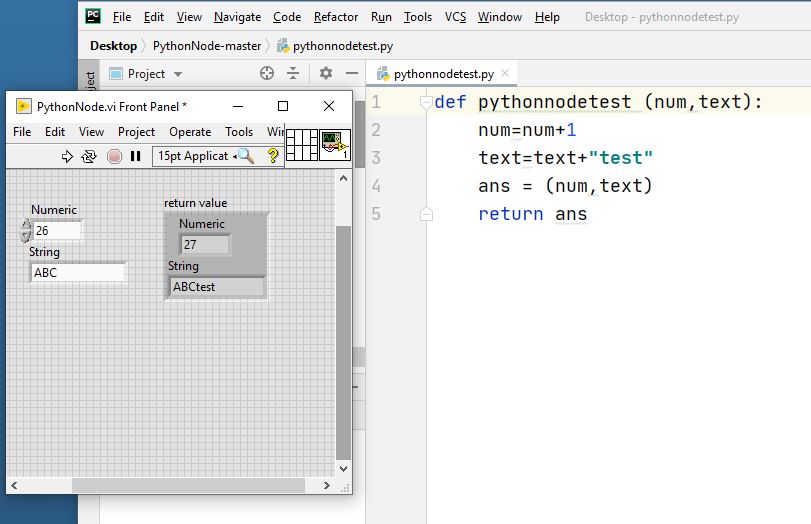 PC File Edit View Navigate Code Refactor Run Tools VCS Window Help Desktop - pythonnodetest.py
Desktop PythonNode-master pythonnodetest.py
Project pythonnodetest.py
PythonNode.vi Front Panel *
File Edit View Project Operate Tools
15pt Applicat
1
Numeric
26
String
ABC
return value
Numeric
27
String
ABCtest
1 def pythonnodetest (num,text):
2 num=num+1
3 text=text+"test"
4 ans = (num,text)
5 return ans